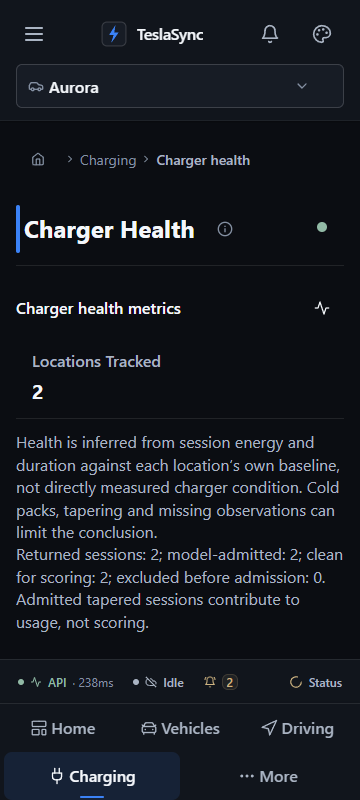 TeslaSync
Aurora
Charging > Charger health
Charger Health
Charger health metrics
Locations Tracked
2
Health is inferred from session energy and
duration against each location's own baseline,
not directly measured charger condition. Cold
packs, tapering and missing observations can
limit the conclusion.
Returned sessions: 2; model-admitted: 2; clean
for scoring: 2; excluded before admission: 0.
Admitted tapered sessions contribute to
usage, not scoring.
API · 238ms Idle 2 Status
Home Vehicles Driving
Charging More